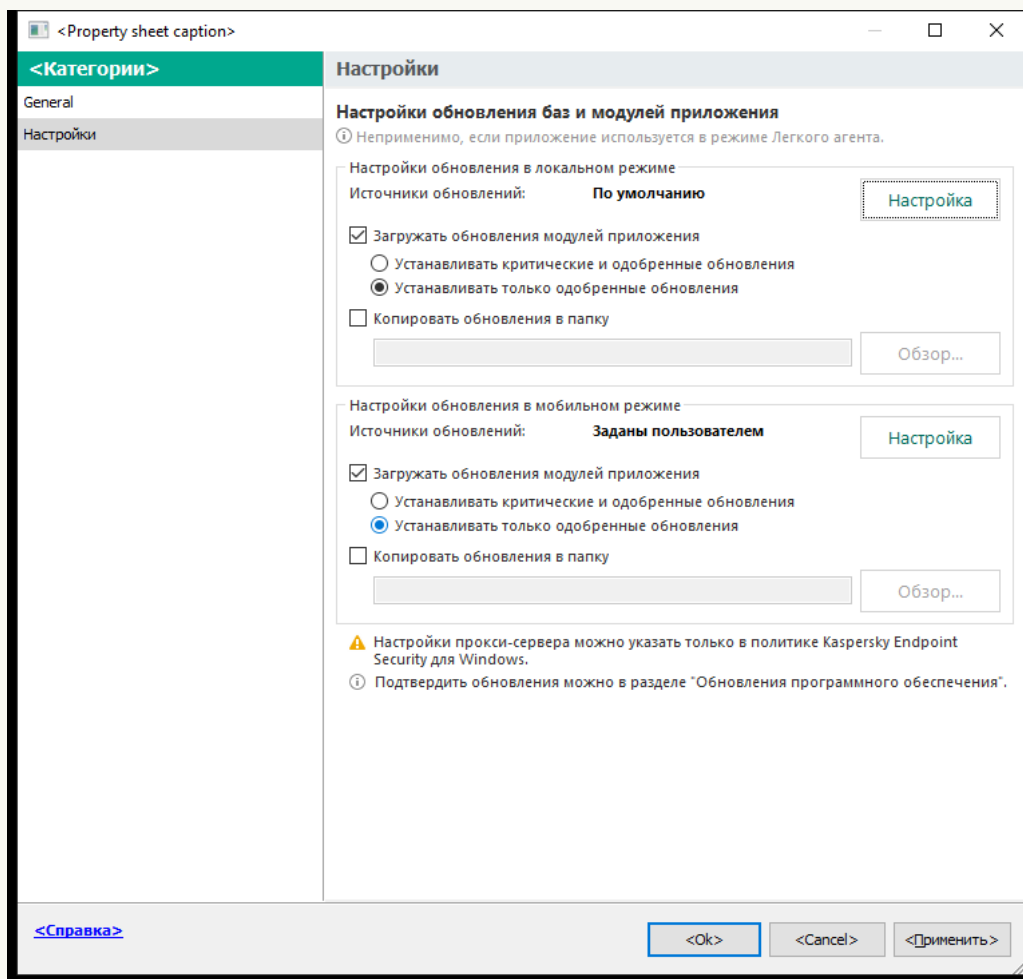 <Property sheet caption>
<Категории>
General
Настройки
Настройки
Настройки обновления баз и модулей приложения
Неприменимо, если приложение используется в режиме Легкого агента.
Настройки обновления в локальном режиме
Источники обновлений: По умолчанию Настройка
Загружать обновления модулей приложения
Устанавливать критические и одобренные обновления
Устанавливать только одобренные обновления
Копировать обновления в папку
Обзор...
Настройки обновления в мобильном режиме
Источники обновлений: Заданы пользователем Настройка
Загружать обновления модулей приложения
Устанавливать критические и одобренные обновления
Устанавливать только одобренные обновления
Копировать обновления в папку
Обзор...
Настройки прокси-сервера можно указать только в политике Kaspersky Endpoint
Security для Windows.
Подтвердить обновления можно в разделе "Обновления программного обеспечения".
<Справка>
<Ok> <Cancel> <Применить>